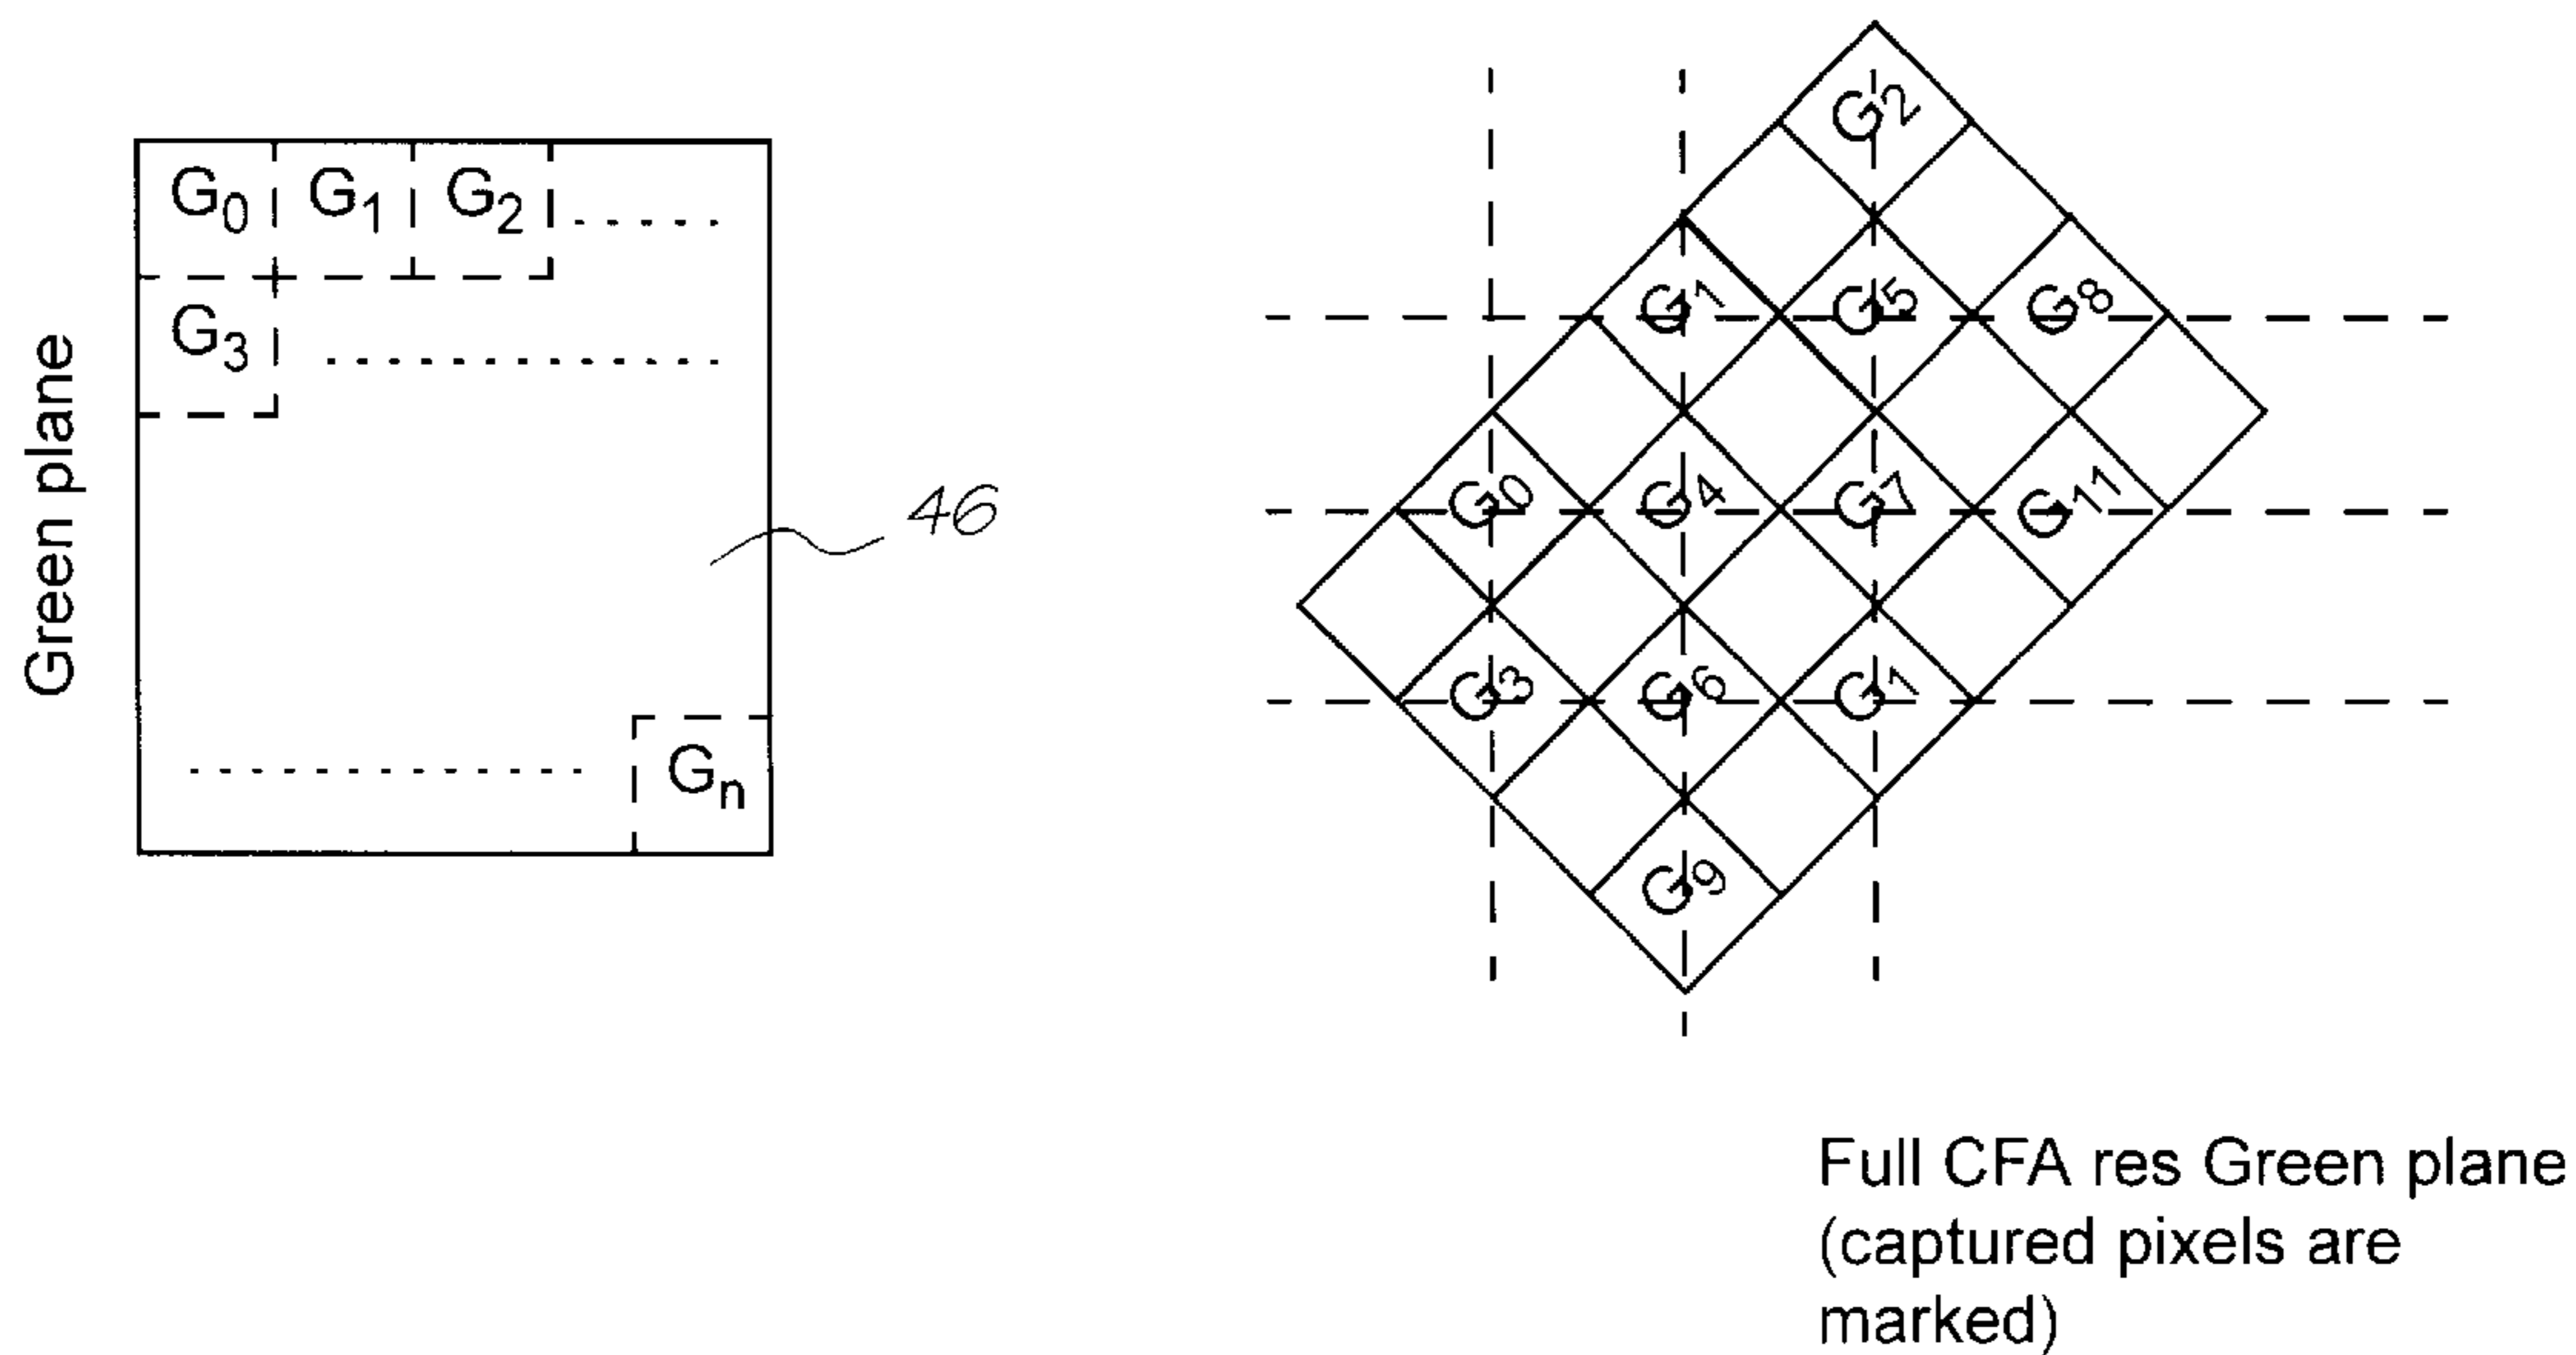 Green plane
G0 G1 G2
G3
Gn
46
G2
G1 G5 G8
G0 G4 G7 G11
G3 G6 G1
G9
Full CFA res Green plane
(captured pixels are
marked)